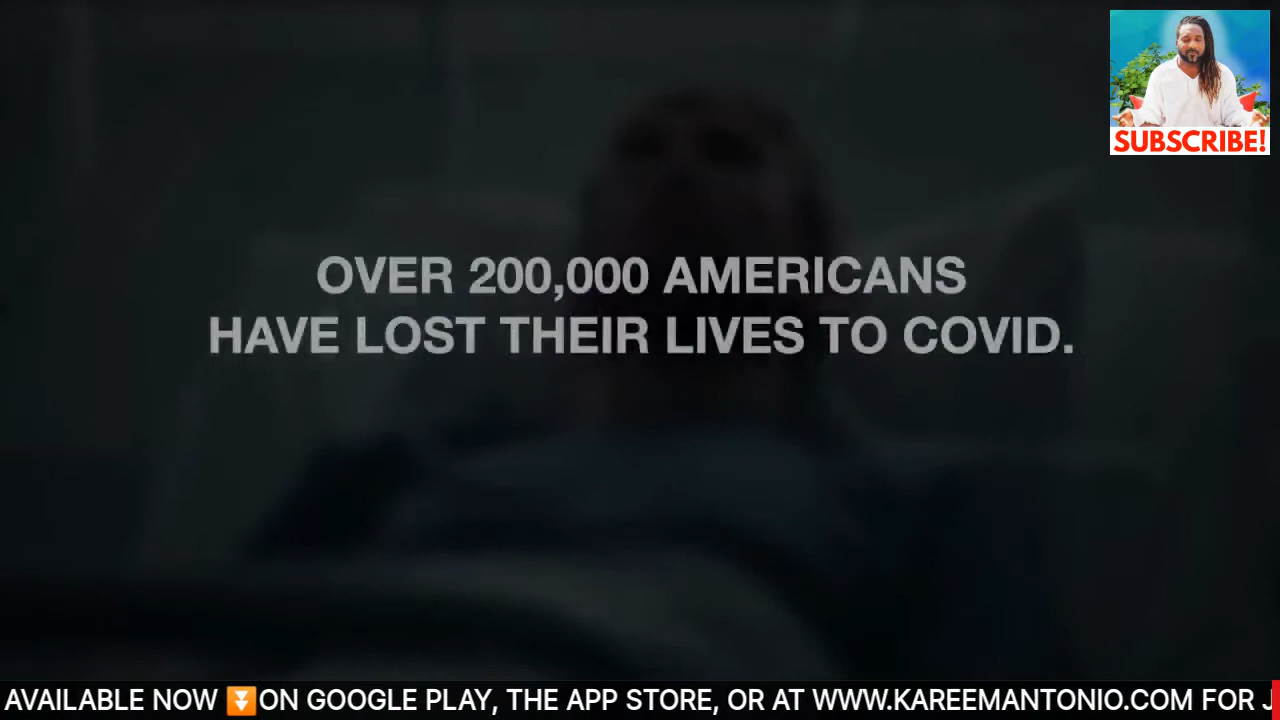 SUBSCRIBE!
OVER 200,000 AMERICANS
HAVE LOST THEIR LIVES TO COVID.
AVAILABLE NOW ⏬ON GOOGLE PLAY, THE APP STORE, OR AT WWW.KAREEMANTONIO.COM FOR